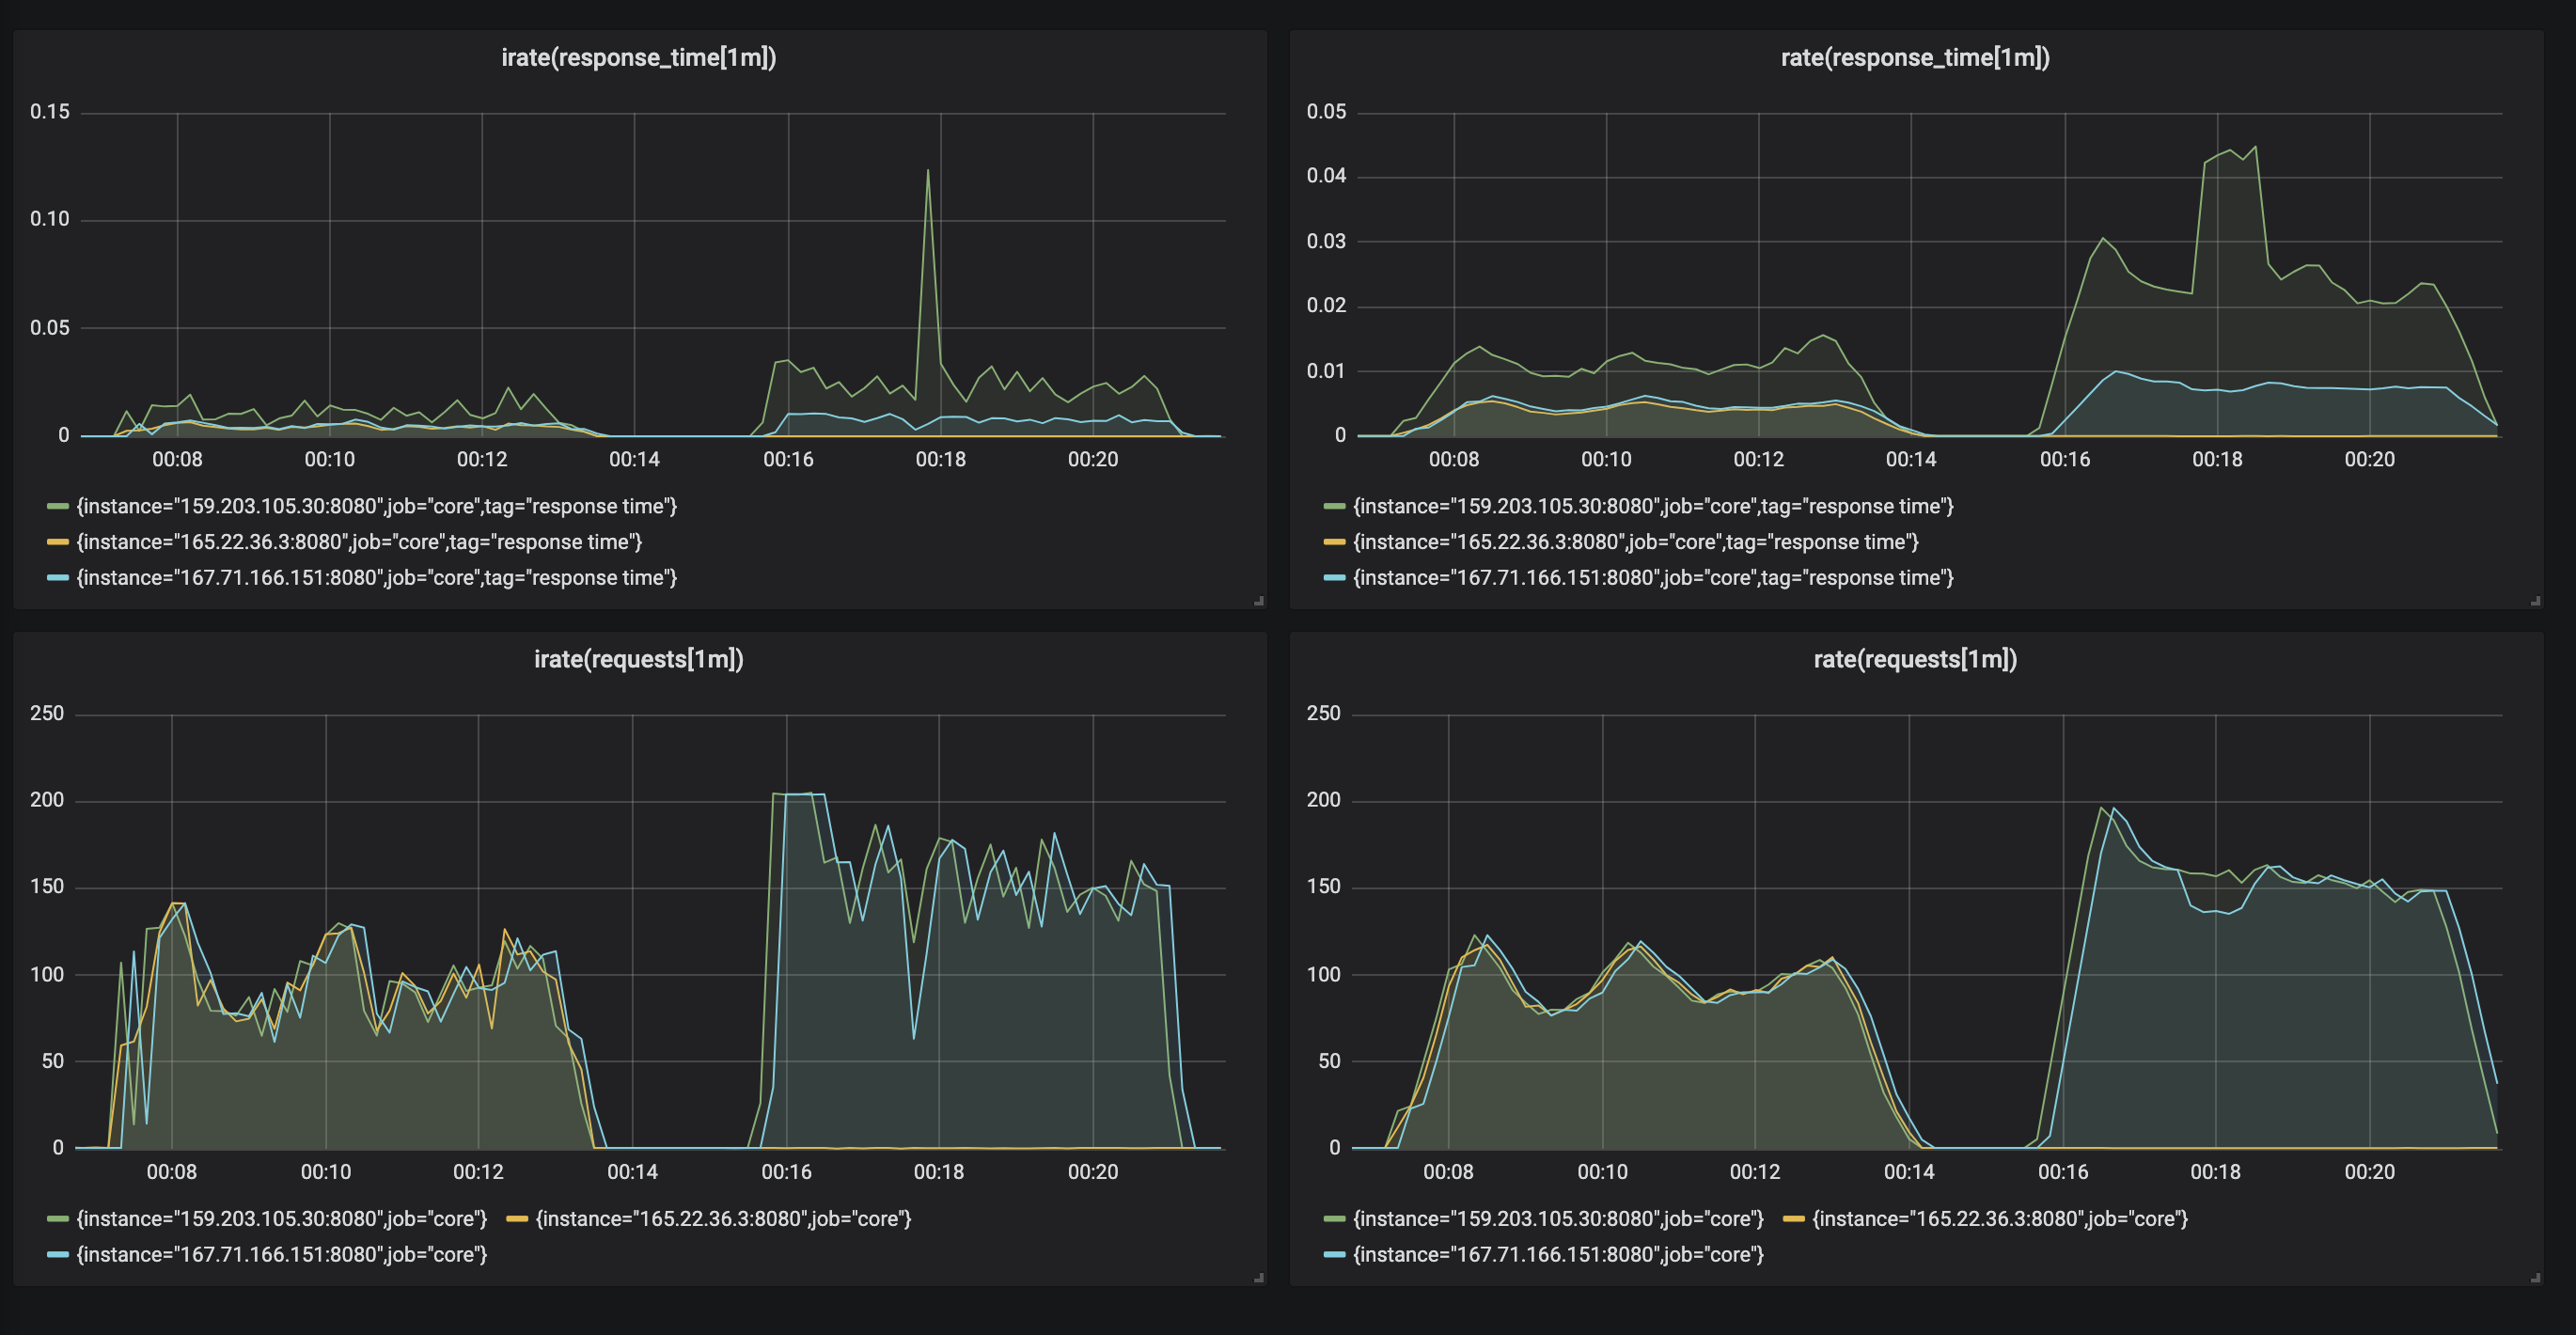 irate(response_time[1m])
0.15
0.10
0.05
0
00:08 00:10 00:12 00:14 00:16 00:18 00:20
{instance="159.203.105.30:8080",job="core",tag="response time"}
{instance="165.22.36.3:8080",job="core",tag="response time"}
{instance="167.71.166.151:8080",job="core",tag="response time"}
rate(response_time[1m])
0.05
0.04
0.03
0.02
0.01
0
00:08 00:10 00:12 00:14 00:16 00:18 00:20
{instance="159.203.105.30:8080",job="core",tag="response time"}
{instance="165.22.36.3:8080",job="core",tag="response time"}
{instance="167.71.166.151:8080",job="core",tag="response time"}
irate(requests[1m])
250
200
150
100
50
0
00:08 00:10 00:12 00:14 00:16 00:18 00:20
{instance="159.203.105.30:8080",job="core"} {instance="165.22.36.3:8080",job="core"}
{instance="167.71.166.151:8080",job="core"}
rate(requests[1m])
250
200
150
100
50
0
00:08 00:10 00:12 00:14 00:16 00:18 00:20
{instance="159.203.105.30:8080",job="core"} {instance="165.22.36.3:8080",job="core"}
{instance="167.71.166.151:8080",job="core"}